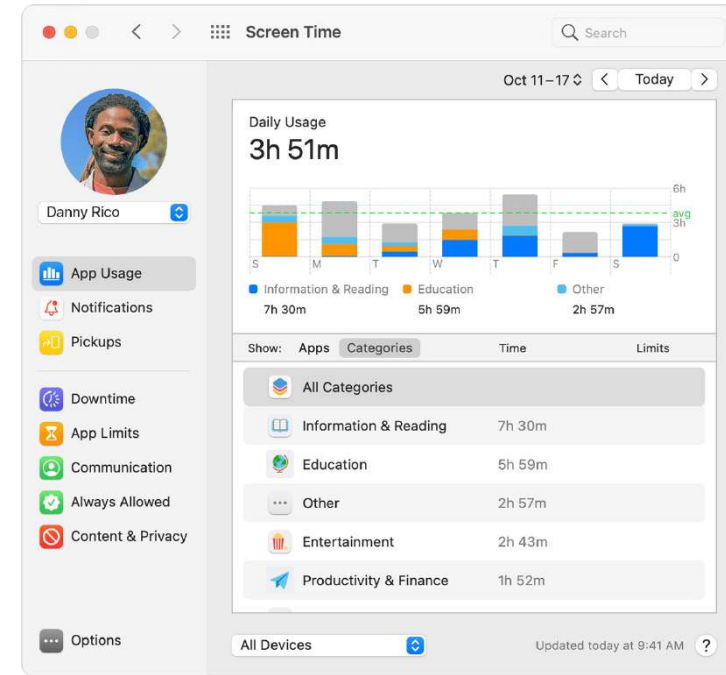 Screen Time
Search
Oct 11–17 Today
Danny Rico
App Usage
Notifications
Pickups
Downtime
App Limits
Communication
Always Allowed
Content & Privacy
Options
Daily Usage
3h 51m
6h
avg
3h
0
S M T W T F S
Information & Reading Education Other
7h 30m 5h 59m 2h 57m
Show: Apps Categories Time Limits
All Categories
Information & Reading 7h 30m
Education 5h 59m
Other 2h 57m
Entertainment 2h 43m
Productivity & Finance 1h 52m
All Devices
Updated today at 9:41 AM ?